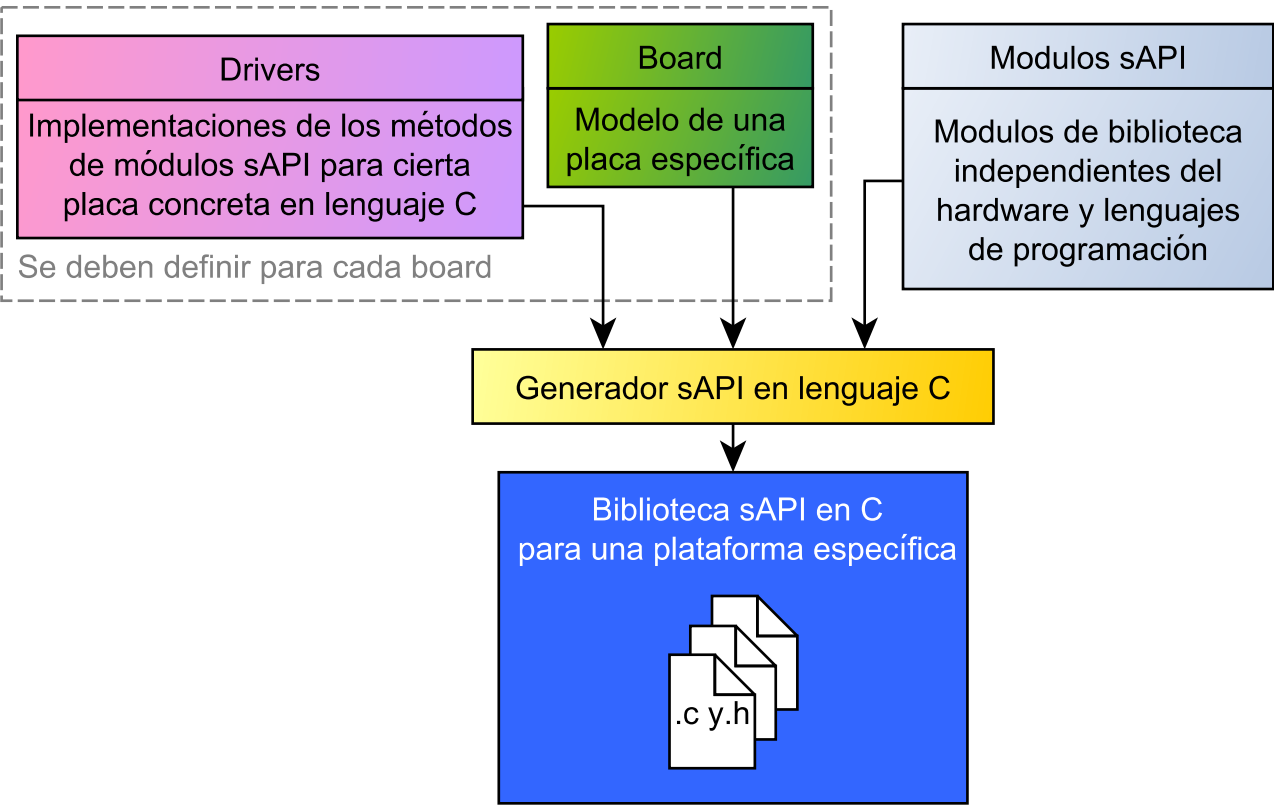 Drivers
Implementaciones de los métodos
de módulos sAPI para cierta
placa concreta en lenguaje C
Se deben definir para cada board
Board
Modelo de una
placa específica
Modulos sAPI
Modulos de biblioteca
independientes del
hardware y lenguajes
de programación
Generador sAPI en lenguaje C
Biblioteca sAPI en C
para una plataforma específica
.c y.h